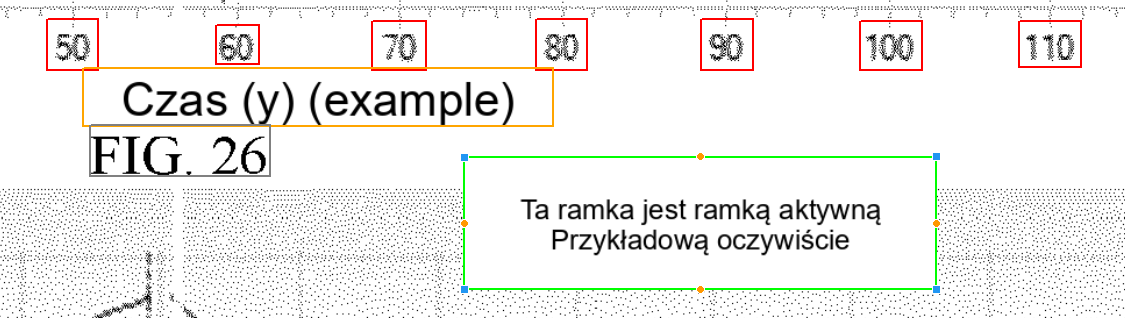 50 60 70 80 90 100 110
Czas (y) (example)
FIG. 26
Ta ramka jest ramką aktywną
Przykładową oczywiście